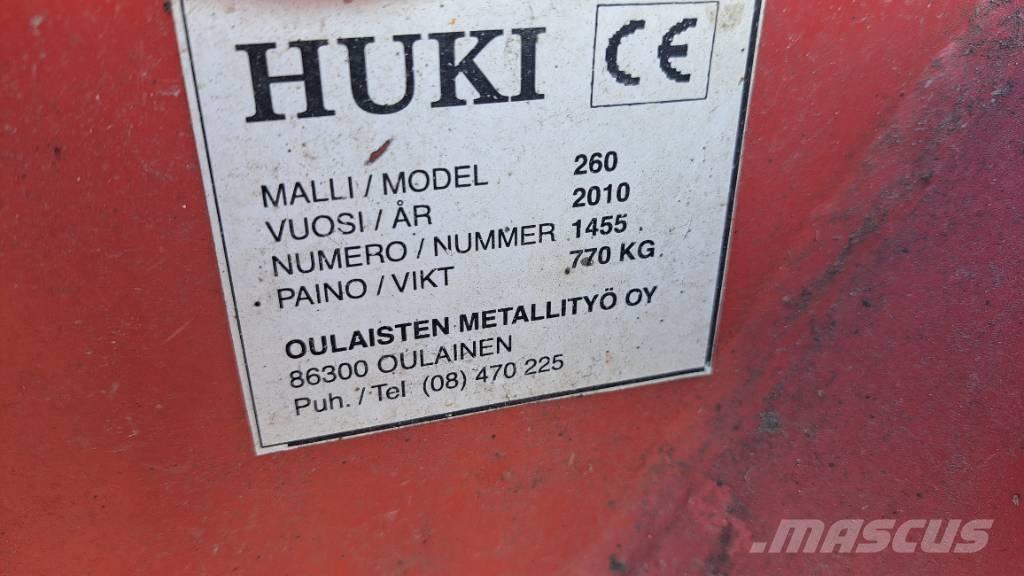 HUKI CE
MALLI / MODEL 260
VUOSI / ÅR 2010
NUMERO / NUMMER 1455
PAINO / VIKT 770 KG
OULAISTEN METALLITYÖ OY
86300 OULAINEN
Puh. / Tel (08) 470 225
MASCUS